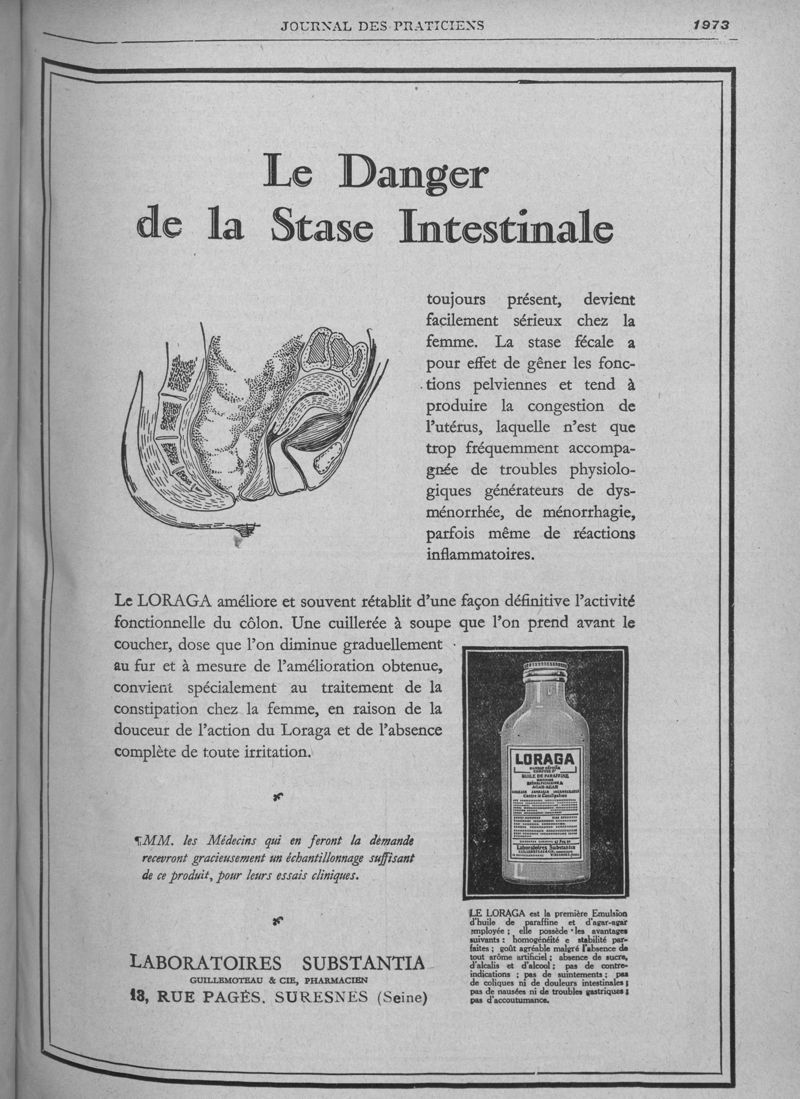 JOURNAL DES PRATICIENS
1973
Le Danger
de la Stase Intestinale
toujours présent, devient
facilement sérieux chez la
femme. La stase fécale a
pour effet de gêner les fonc-
tions pelviennes et tend à
produire la congestion de
l'utérus, laquelle n'est que
trop fréquemment accompa-
gnée de troubles physiolo-
giques générateurs de dys-
ménorrhée, de ménorrhagie,
parfois même de réactions
inflammatoires.
Le LORAGA améliore et souvent rétablit d'une façon définitive l'activité
fonctionnelle du côlon. Une cuillerée à soupe que l'on prend avant le
coucher, dose que l'on diminue graduellement
au fur et à mesure de l'amélioration obtenue,
convient spécialement au traitement de la
constipation chez la femme, en raison de la
douceur de l'action du Loraga et de l'absence
complète de toute irritation.
¶MM. les Médecins qui en feront la demande
recevront gracieusement un échantillonnage suffisant
de ce produit, pour leurs essais cliniques.
LABORATOIRES SUBSTANTIA
GUILLEMOTEAU & CIE, PHARMACIEN
13, RUE PAGÈS. SURESNES (Seine)
LORAGA
HUILE DE PARAFFINE
AGAR-AGAR
Contre la Constipation
Laboratoires Substantia
LE LORAGA est la première Emulsion
d'huile de paraffine et d'agar-agar
employée ; elle possède les avantages
suivants : homogénéité e stabilité par-
faites ; goût agréable malgré l'absence de
tout arôme artificiel ; absence de sucre,
d'alcalis et d'alcool ; pas de contre-
indications ; pas de suintements ; pas
de coliques ni de douleurs intestinales ;
pas de nausées ni de troubles gastriques ;
pas d'accoutumance.